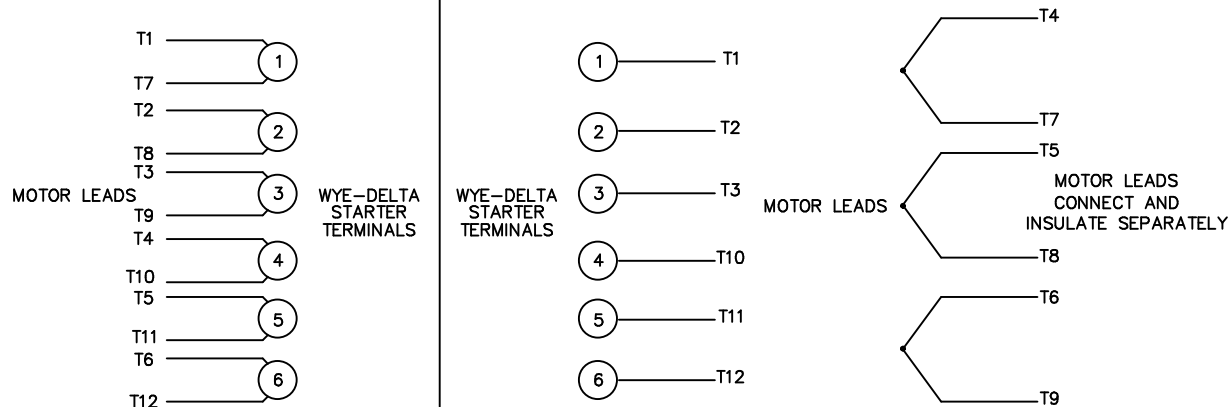 T1
T7
1
T2
T8
2
T3
T9
3
T4
T10
4
T5
T11
5
T6
T12
6
MOTOR LEADS
WYE-DELTA
STARTER
TERMINALS
WYE-DELTA
STARTER
TERMINALS
1
T1
2
T2
3
T3
4
T10
5
T11
6
T12
MOTOR LEADS
T4
T7
T5
T8
T6
T9
MOTOR LEADS
CONNECT AND
INSULATE SEPARATELY